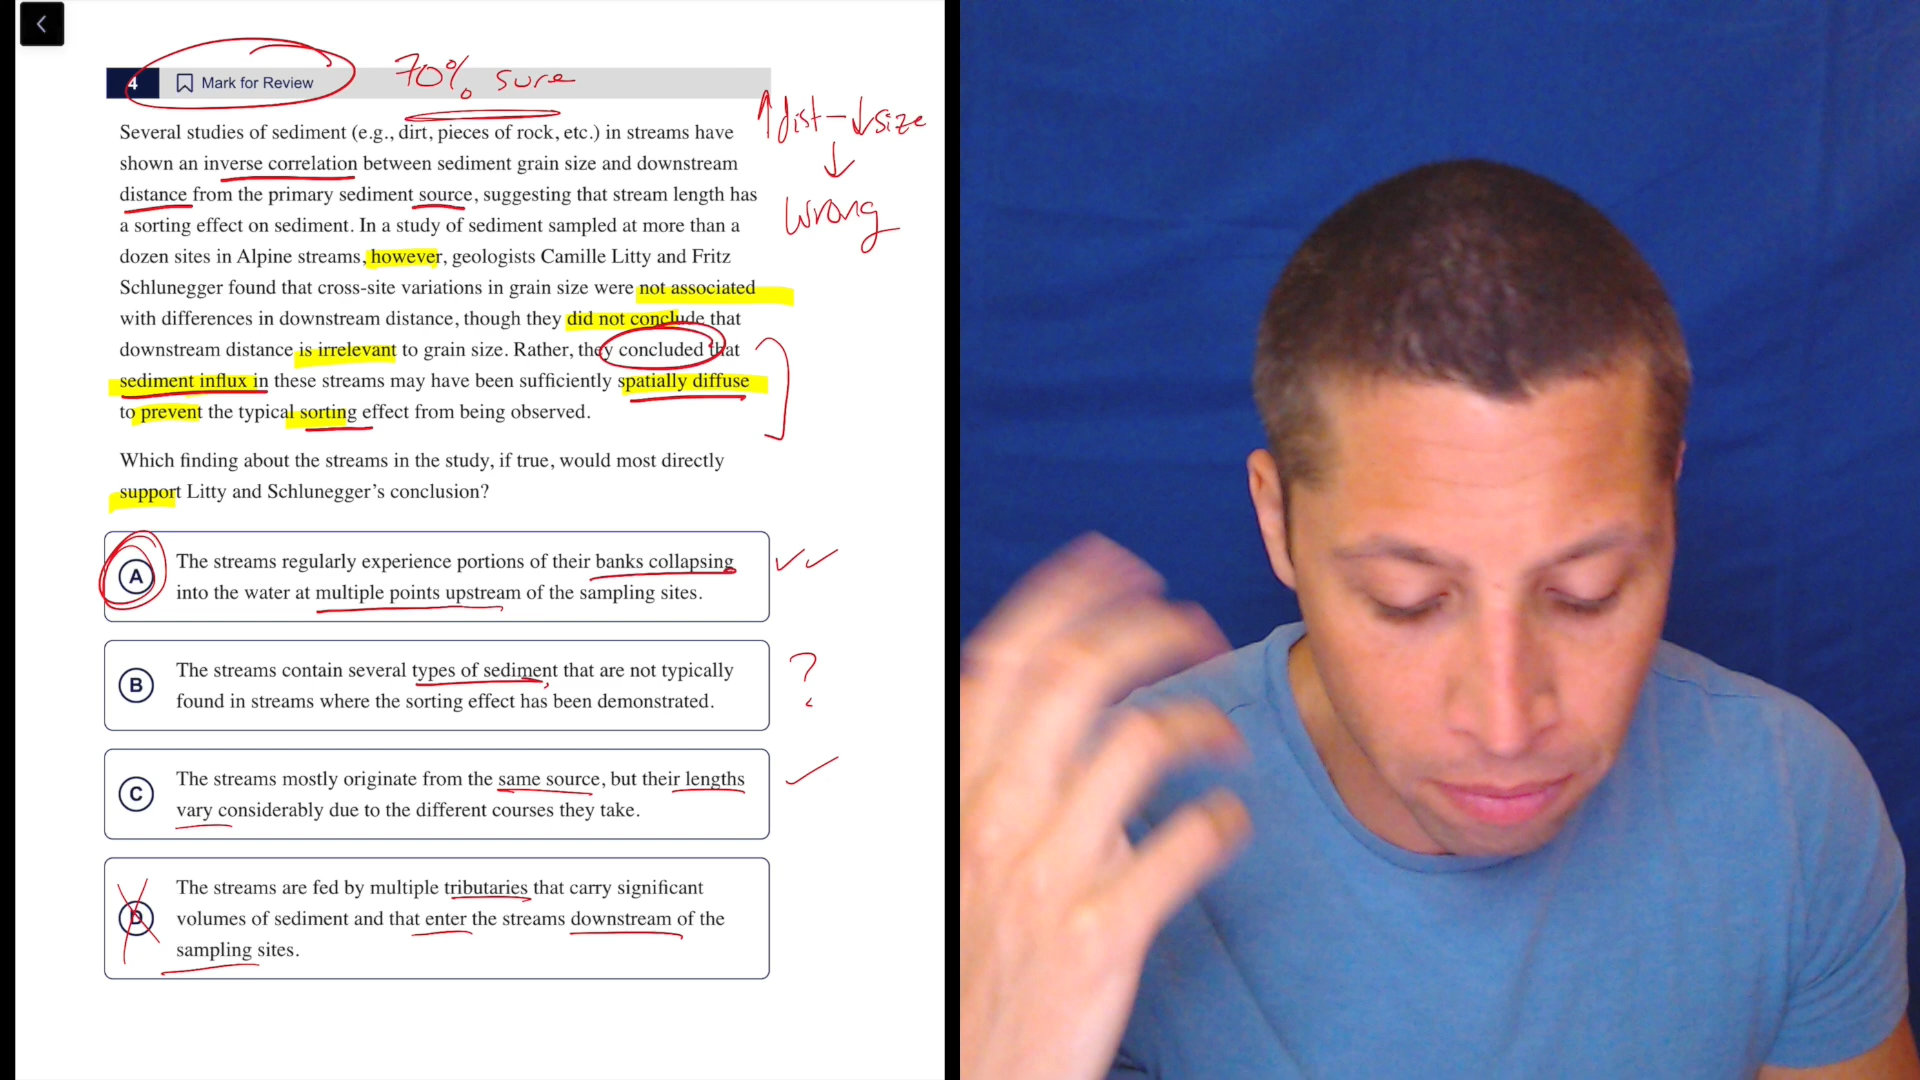 4 Mark for Review 70% sure
↑dist—↓size
↓
wrong
Several studies of sediment (e.g., dirt, pieces of rock, etc.) in streams have
shown an inverse correlation between sediment grain size and downstream
distance from the primary sediment source, suggesting that stream length has
a sorting effect on sediment. In a study of sediment sampled at more than a
dozen sites in Alpine streams, however, geologists Camille Litty and Fritz
Schlunegger found that cross-site variations in grain size were not associated
with differences in downstream distance, though they did not conclude that
downstream distance is irrelevant to grain size. Rather, they concluded that
sediment influx in these streams may have been sufficiently spatially diffuse
to prevent the typical sorting effect from being observed.
Which finding about the streams in the study, if true, would most directly
support Litty and Schlunegger’s conclusion?
A The streams regularly experience portions of their banks collapsing
into the water at multiple points upstream of the sampling sites.
B The streams contain several types of sediment that are not typically
found in streams where the sorting effect has been demonstrated.
?
C The streams mostly originate from the same source, but their lengths
vary considerably due to the different courses they take.
D The streams are fed by multiple tributaries that carry significant
volumes of sediment and that enter the streams downstream of the
sampling sites.